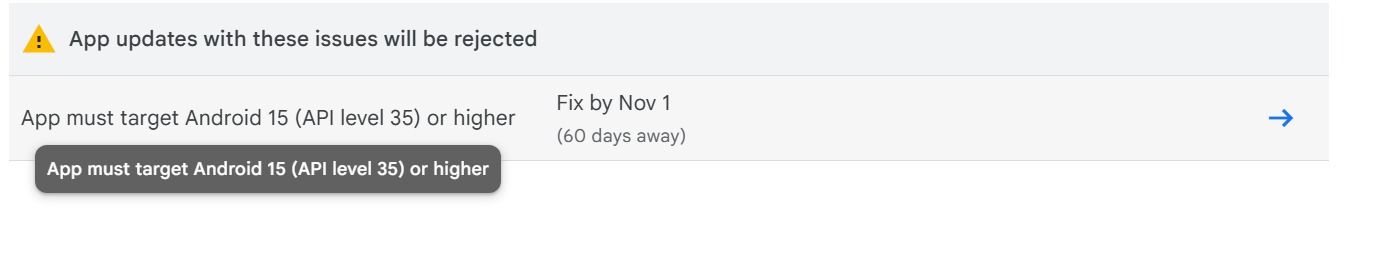 App updates with these issues will be rejected
App must target Android 15 (API level 35) or higher
Fix by Nov 1
(60 days away)
App must target Android 15 (API level 35) or higher